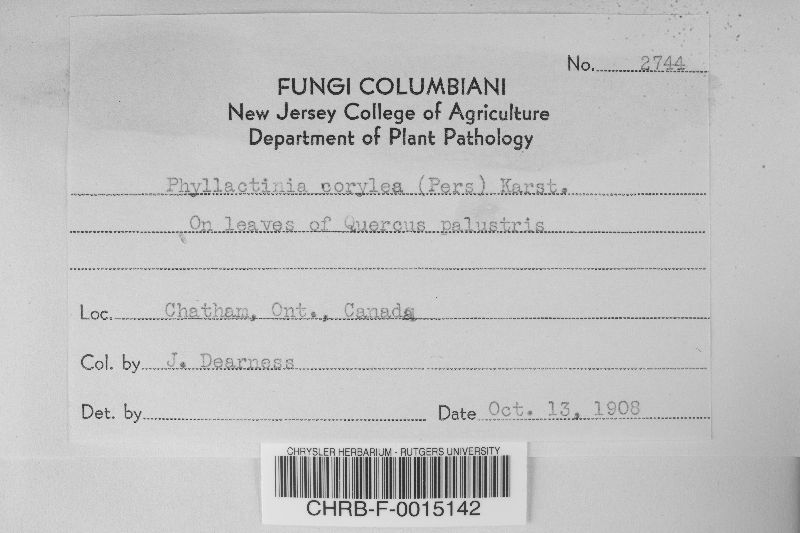 No. 2744
FUNGI COLUMBIANI
New Jersey College of Agriculture
Department of Plant Pathology
Phyllactinia corylea (Pers) Karst.
On leaves of Quercus palustris
Loc. Chatham, Ont., Canada
Col. by J. Dearness
Det. by Date Oct. 13, 1908
CHRYSLER HERBARIUM - RUTGERS UNIVERSITY
CHRB-F-0015142